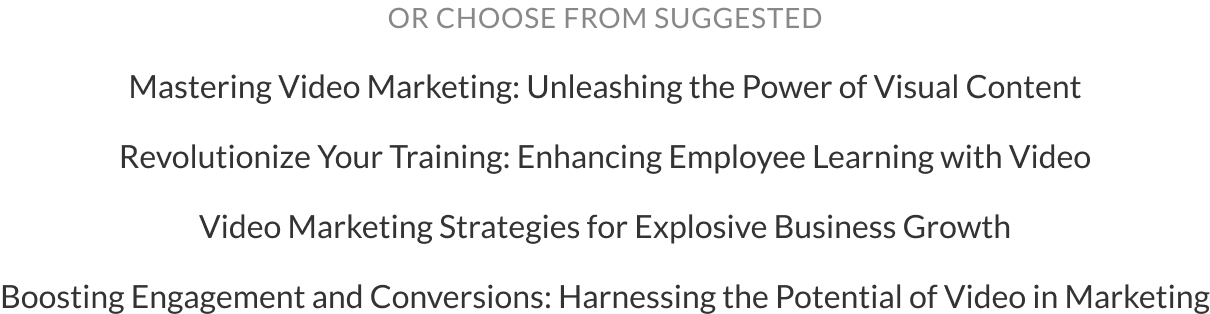 OR CHOOSE FROM SUGGESTED
Mastering Video Marketing: Unleashing the Power of Visual Content
Revolutionize Your Training: Enhancing Employee Learning with Video
Video Marketing Strategies for Explosive Business Growth
Boosting Engagement and Conversions: Harnessing the Potential of Video in Marketing